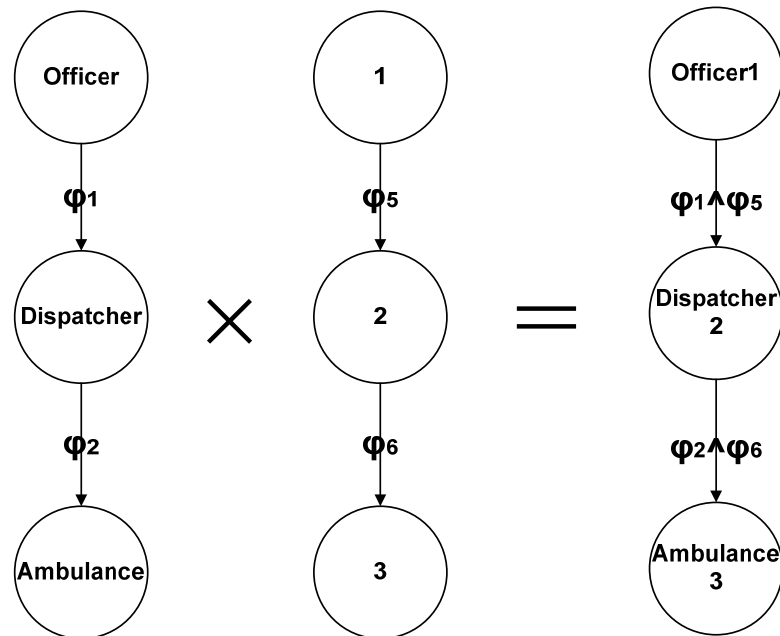 Officer
1
Officer1
φ1
φ5
φ1∧φ5
Dispatcher
×
2
=
Dispatcher
2
φ2
φ6
φ2∧φ6
Ambulance
3
Ambulance
3